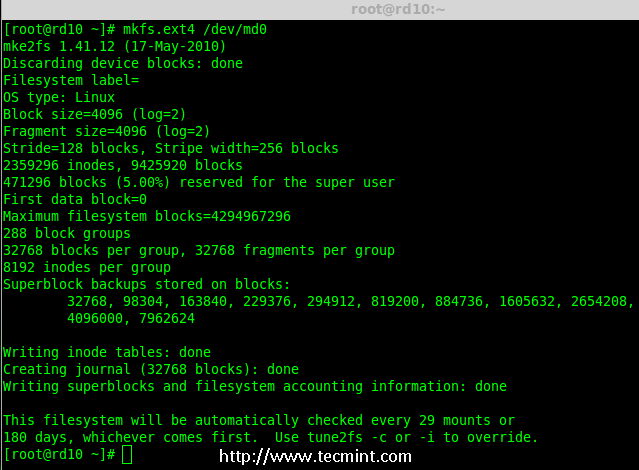 root@rd10:~
[root@rd10 ~]# mkfs.ext4 /dev/md0
mke2fs 1.41.12 (17-May-2010)
Discarding device blocks: done
Filesystem label=
OS type: Linux
Block size=4096 (log=2)
Fragment size=4096 (log=2)
Stride=128 blocks, Stripe width=256 blocks
2359296 inodes, 9425920 blocks
471296 blocks (5.00%) reserved for the super user
First data block=0
Maximum filesystem blocks=4294967296
288 block groups
32768 blocks per group, 32768 fragments per group
8192 inodes per group
Superblock backups stored on blocks:
32768, 98304, 163840, 229376, 294912, 819200, 884736, 1605632, 2654208,
4096000, 7962624
Writing inode tables: done
Creating journal (32768 blocks): done
Writing superblocks and filesystem accounting information: done
This filesystem will be automatically checked every 29 mounts or
180 days, whichever comes first.  Use tune2fs -c or -i to override.
[root@rd10 ~]#
http://www.tecmint.com